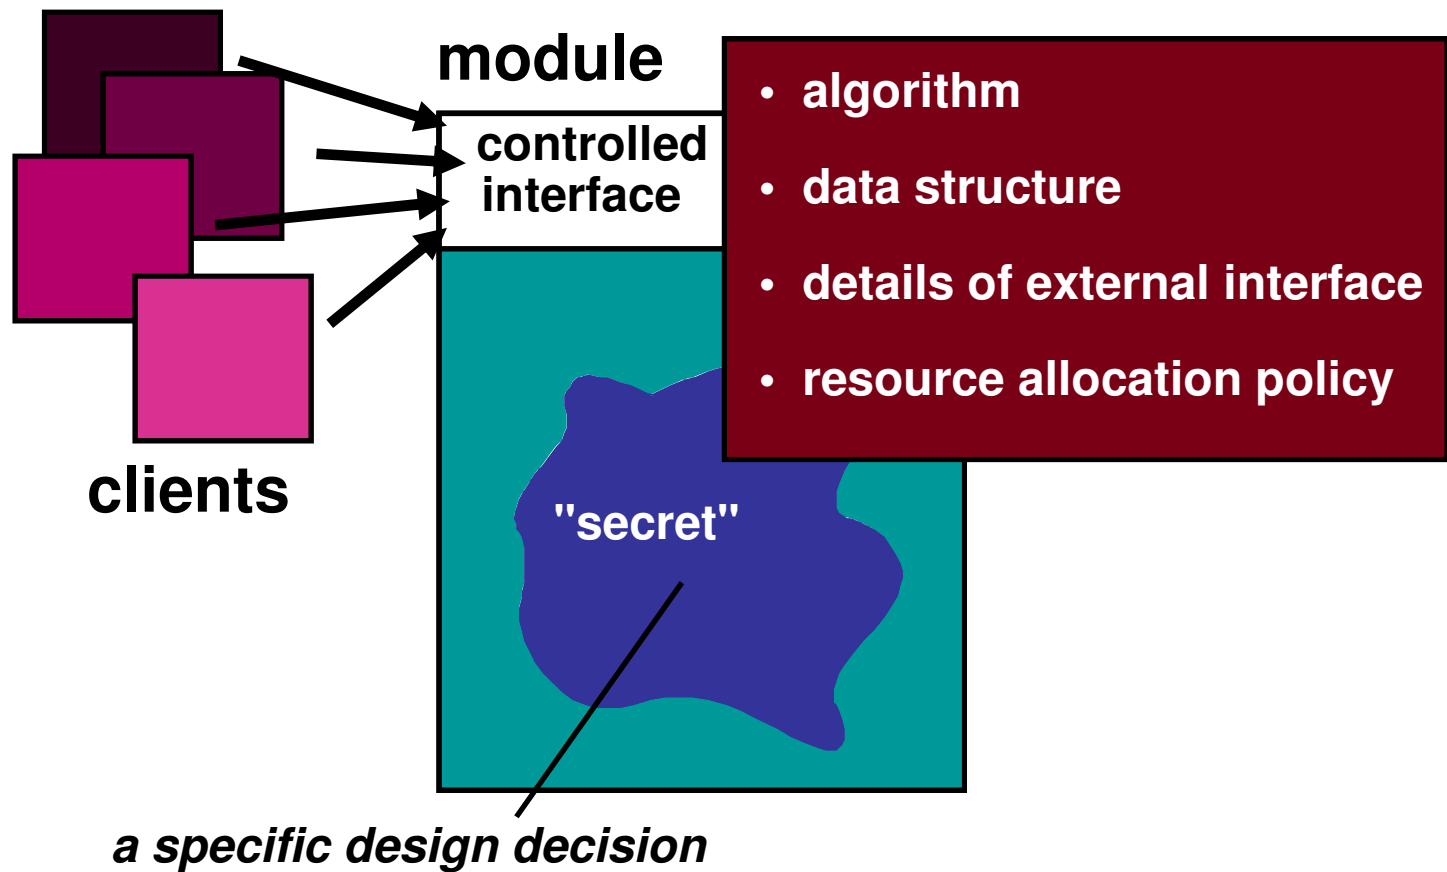 module
controlled
interface
• algorithm
• data structure
• details of external interface
• resource allocation policy
clients
"secret"
a specific design decision